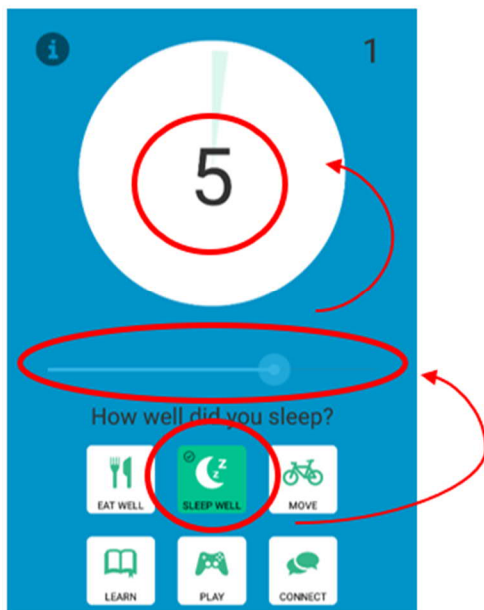 i 1
5
How well did you sleep?
EAT WELL SLEEP WELL MOVE
LEARN PLAY CONNECT